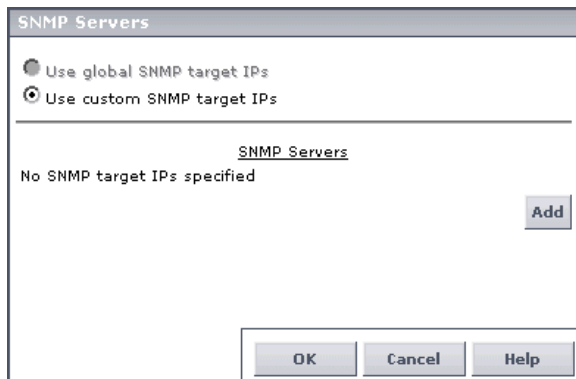 SNMP Servers
Use global SNMP target IPs
Use custom SNMP target IPs
SNMP Servers
No SNMP target IPs specified
Add
OK Cancel Help